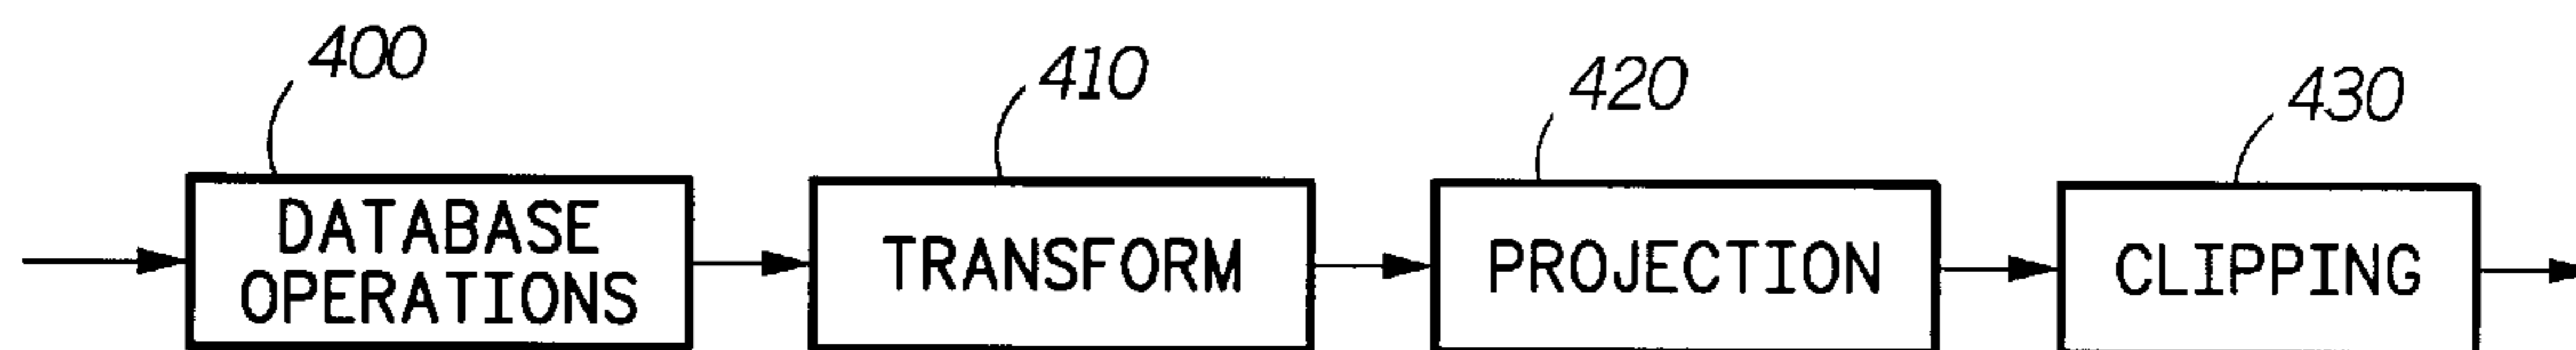 400
410
420
430
DATABASE
OPERATIONS
TRANSFORM
PROJECTION
CLIPPING